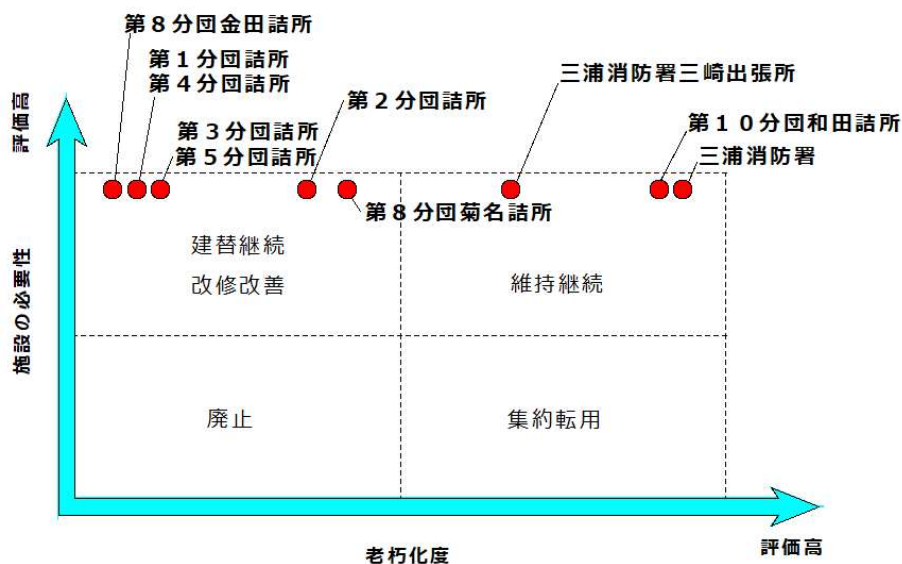 第８分団金田詰所
第１分団詰所
第４分団詰所
第３分団詰所
第５分団詰所
第２分団詰所
第８分団菊名詰所
三浦消防署三崎出張所
第１０分団和田詰所
三浦消防署
評価高
施設の必要性
建替継続
改修改善
維持継続
廃止
集約転用
老朽化度
評価高